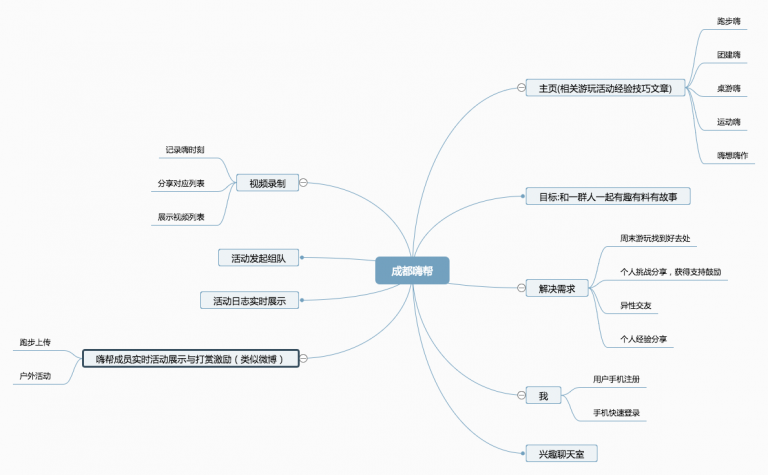 成都嗨帮
主页(相关游玩活动经验技巧文章)
跑步嗨
团建嗨
桌游嗨
运动嗨
嗨想嗨作
目标:和一群人一起有趣有料有故事
解决需求
周末游玩找到好去处
个人挑战分享，获得支持鼓励
异性交友
个人经验分享
我
用户手机注册
手机快速登录
兴趣聊天室
视频录制
记录嗨时刻
分享对应列表
展示视频列表
活动发起组队
活动日志实时展示
嗨帮成员实时活动展示与打赏激励（类似微博）
跑步上传
户外活动